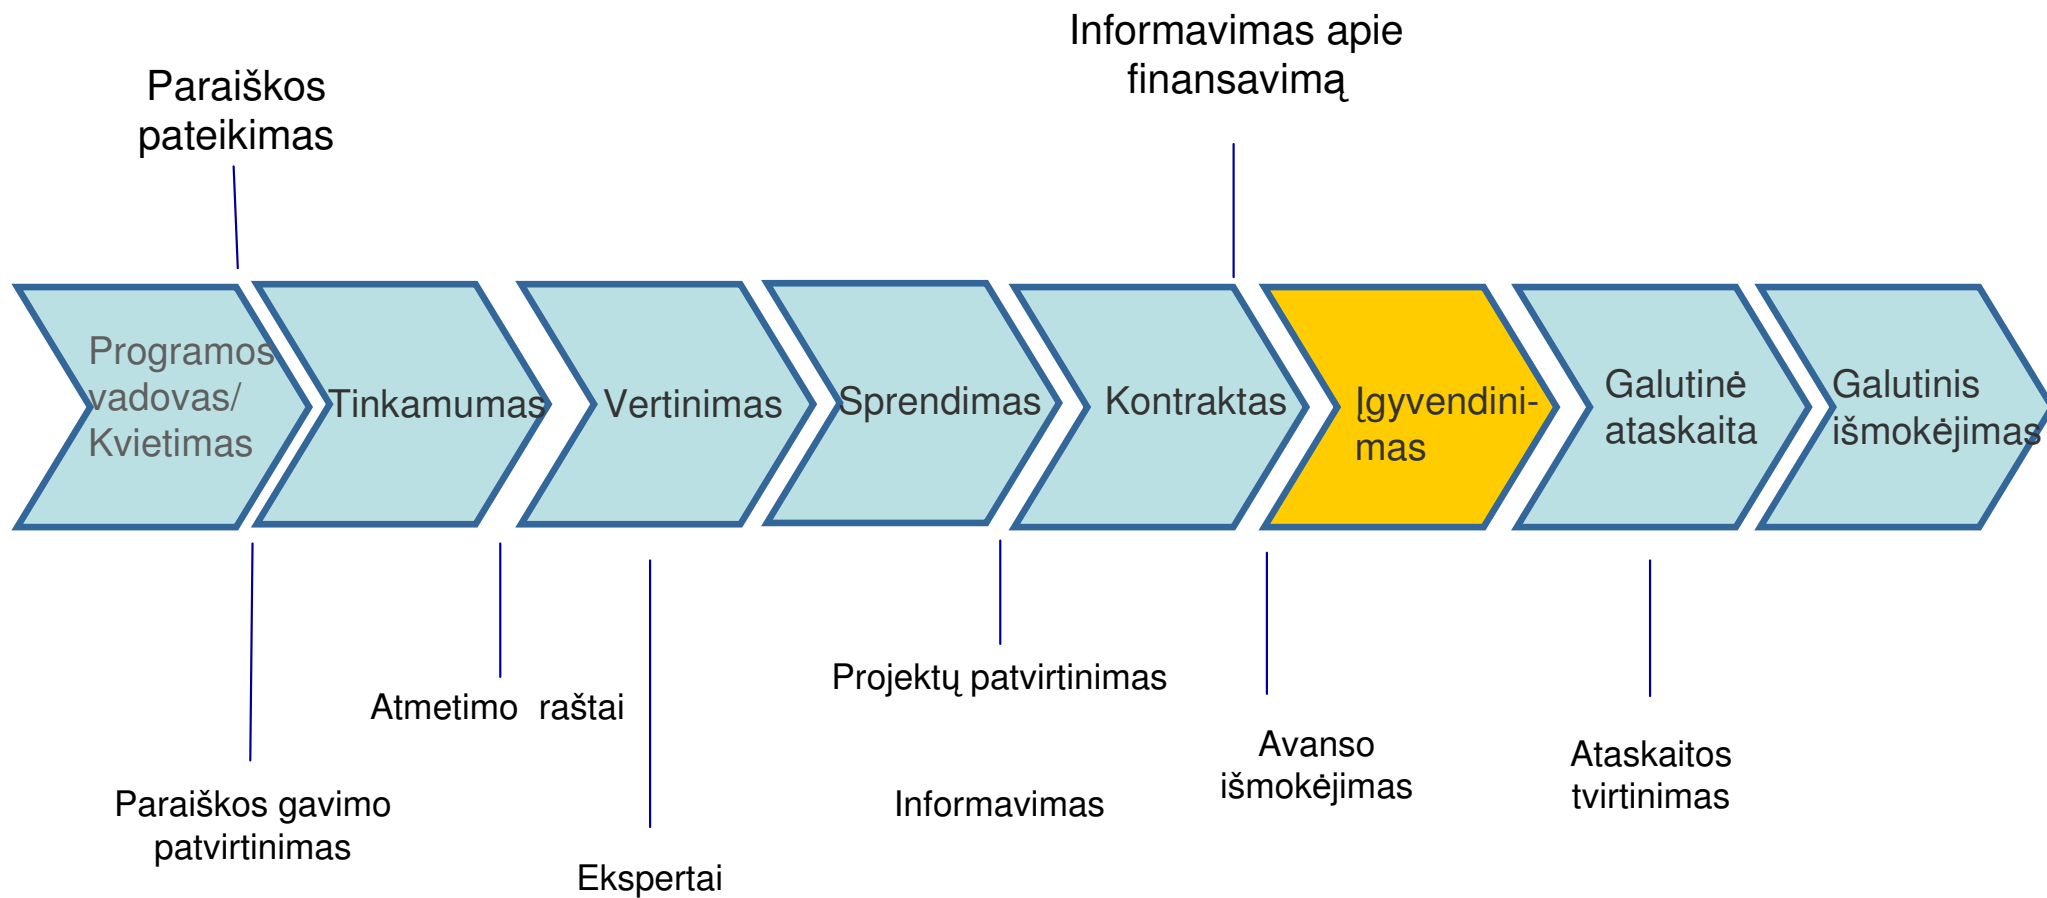 Informavimas apie
finansavimą
Paraiškos
pateikimas
Programos
vadovas/
Kvietimas
Tinkamumas
Vertinimas
Sprendimas
Kontraktas
Įgyvendini-
mas
Galutinė
ataskaita
Galutinis
išmokėjimas
Projektų patvirtinimas
Atmetimo  raštai
Avanso
išmokėjimas
Ataskaitos
tvirtinimas
Paraiškos gavimo
patvirtinimas
Informavimas
Ekspertai